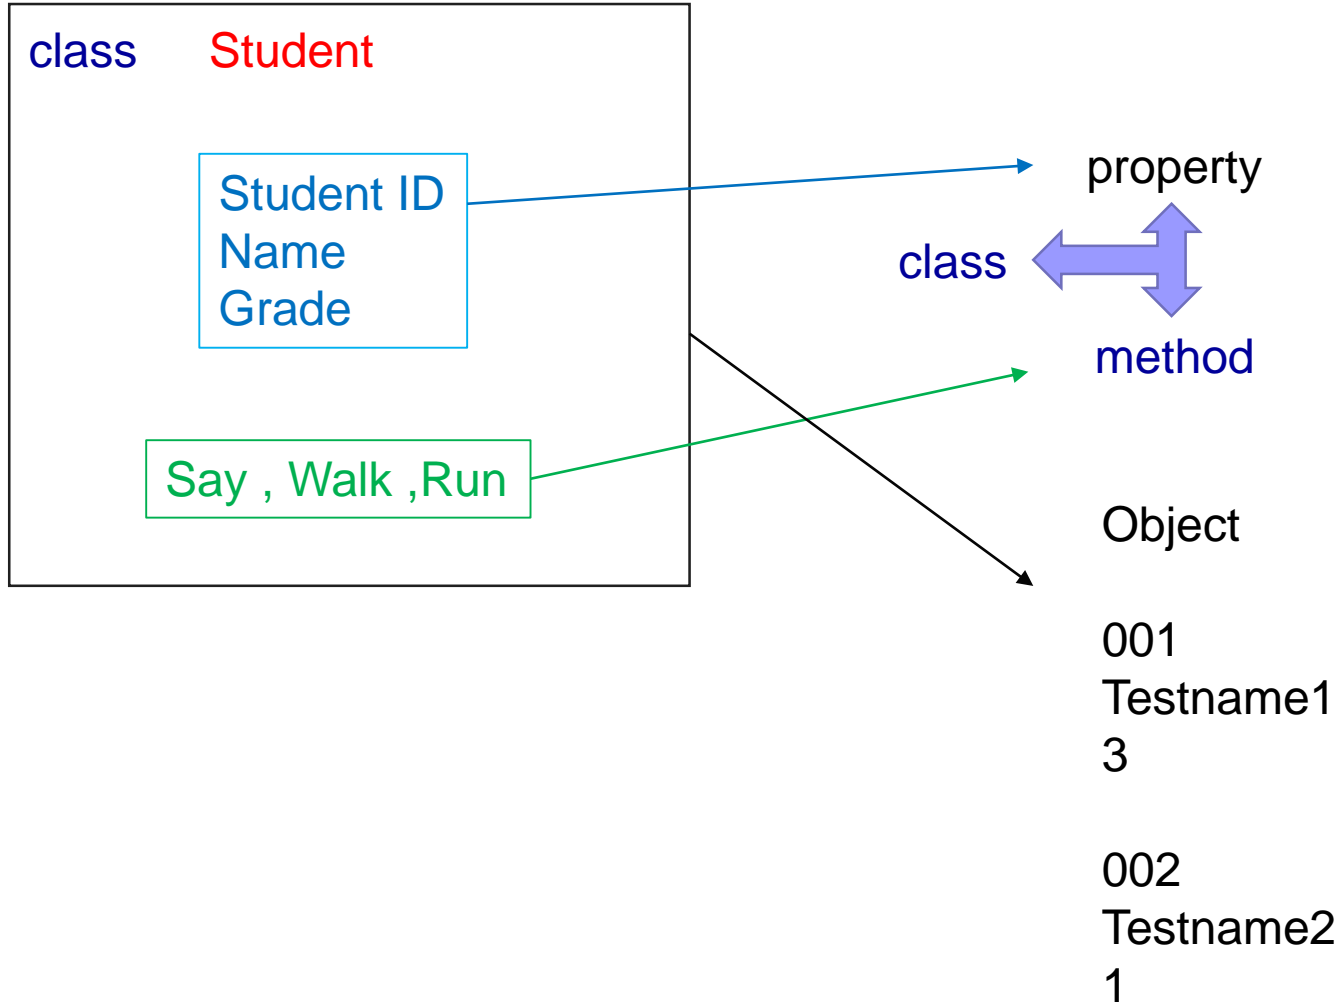 class Student
Student ID
Name
Grade
Say , Walk ,Run
property
class
method
Object
001
Testname1
3
002
Testname2
1